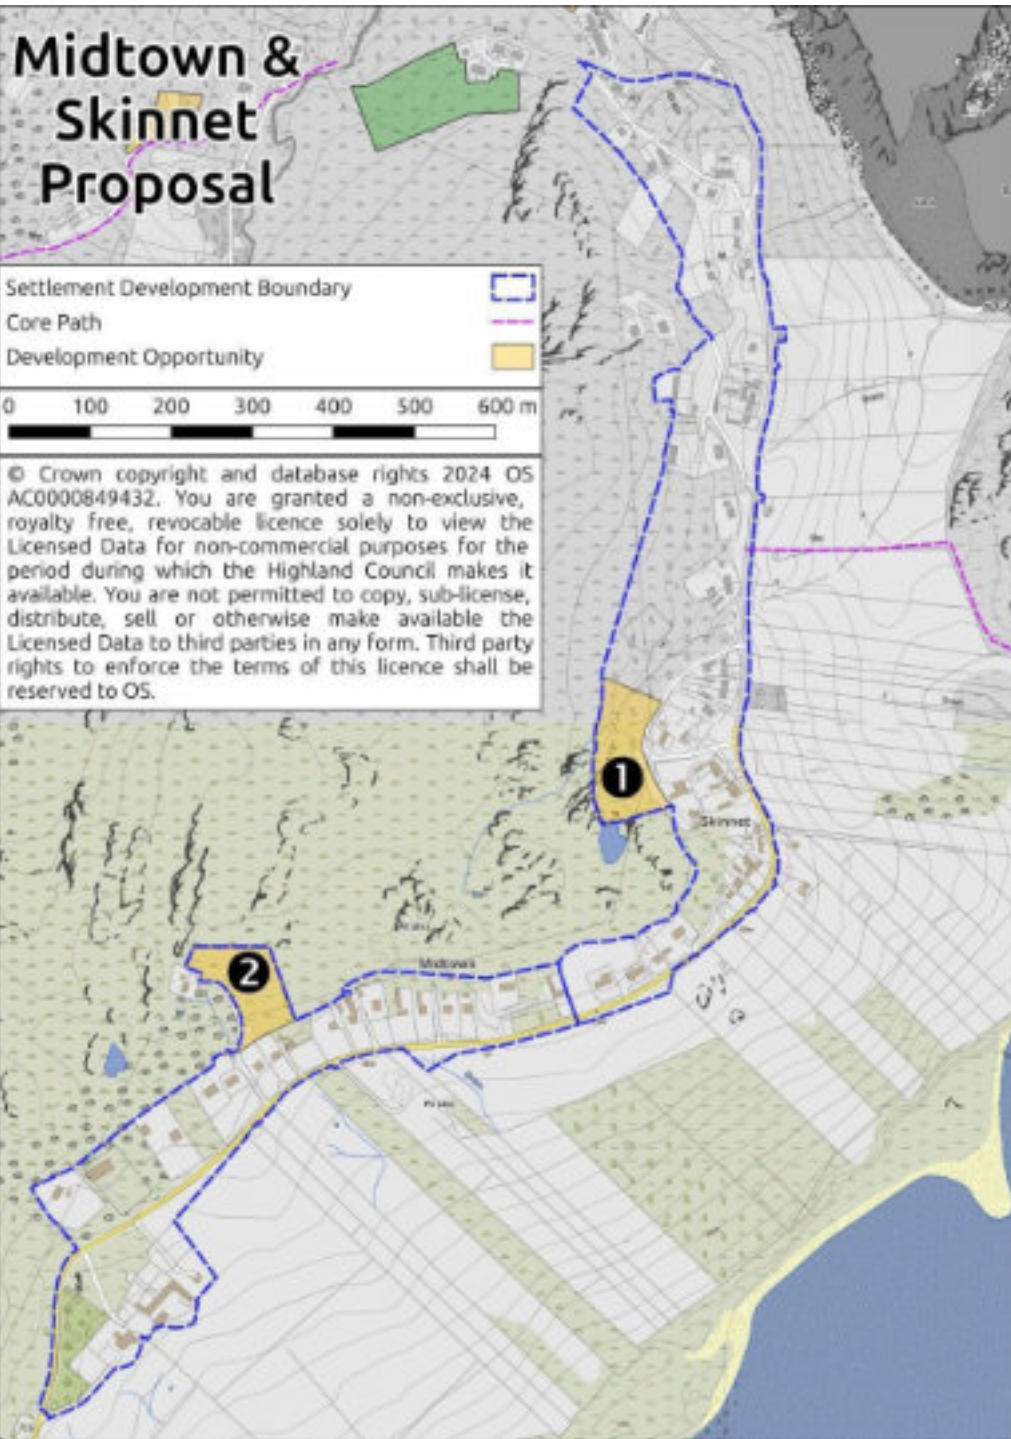 Midtown &
Skinnet
Proposal
Settlement Development Boundary
Core Path
Development Opportunity
0 100 200 300 400 500 600 m
© Crown copyright and database rights 2024 OS
AC0000849432. You are granted a non-exclusive,
royalty free, revocable licence solely to view the
Licensed Data for non-commercial purposes for the
period during which the Highland Council makes it
available. You are not permitted to copy, sub-license,
distribute, sell or otherwise make available the
Licensed Data to third parties in any form. Third party
rights to enforce the terms of this licence shall be
reserved to OS.
1
Skinnet
2
Midtown